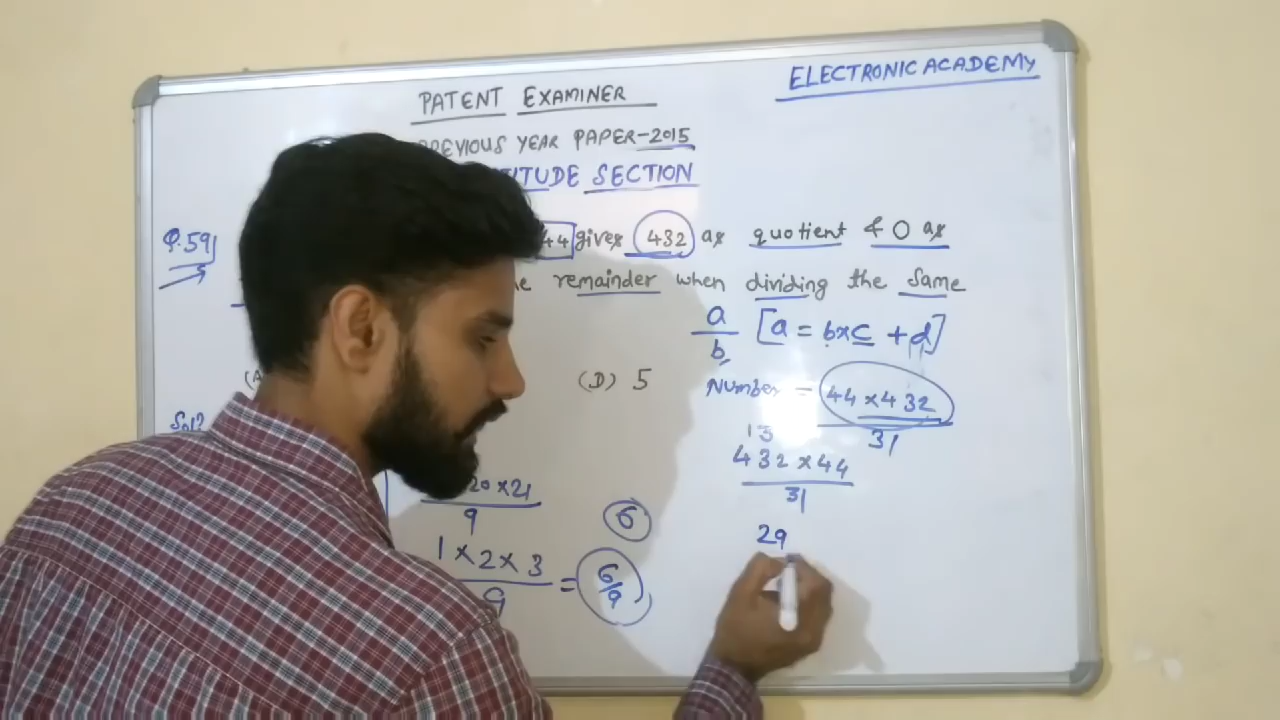 ELECTRONIC ACADEMY
PATENT EXAMINER
PREVIOUS YEAR PAPER-2015
TITUDE SECTION
Q.59) 44 gives 432 as quotient & 0 as
remainder when dividing the same
a/b [a = b×c + d]
(A (D) 5
Number = 44×432/31
Sol?
13
432×44/31
20×21/9
6
29
1×2×3/9 = 6/9